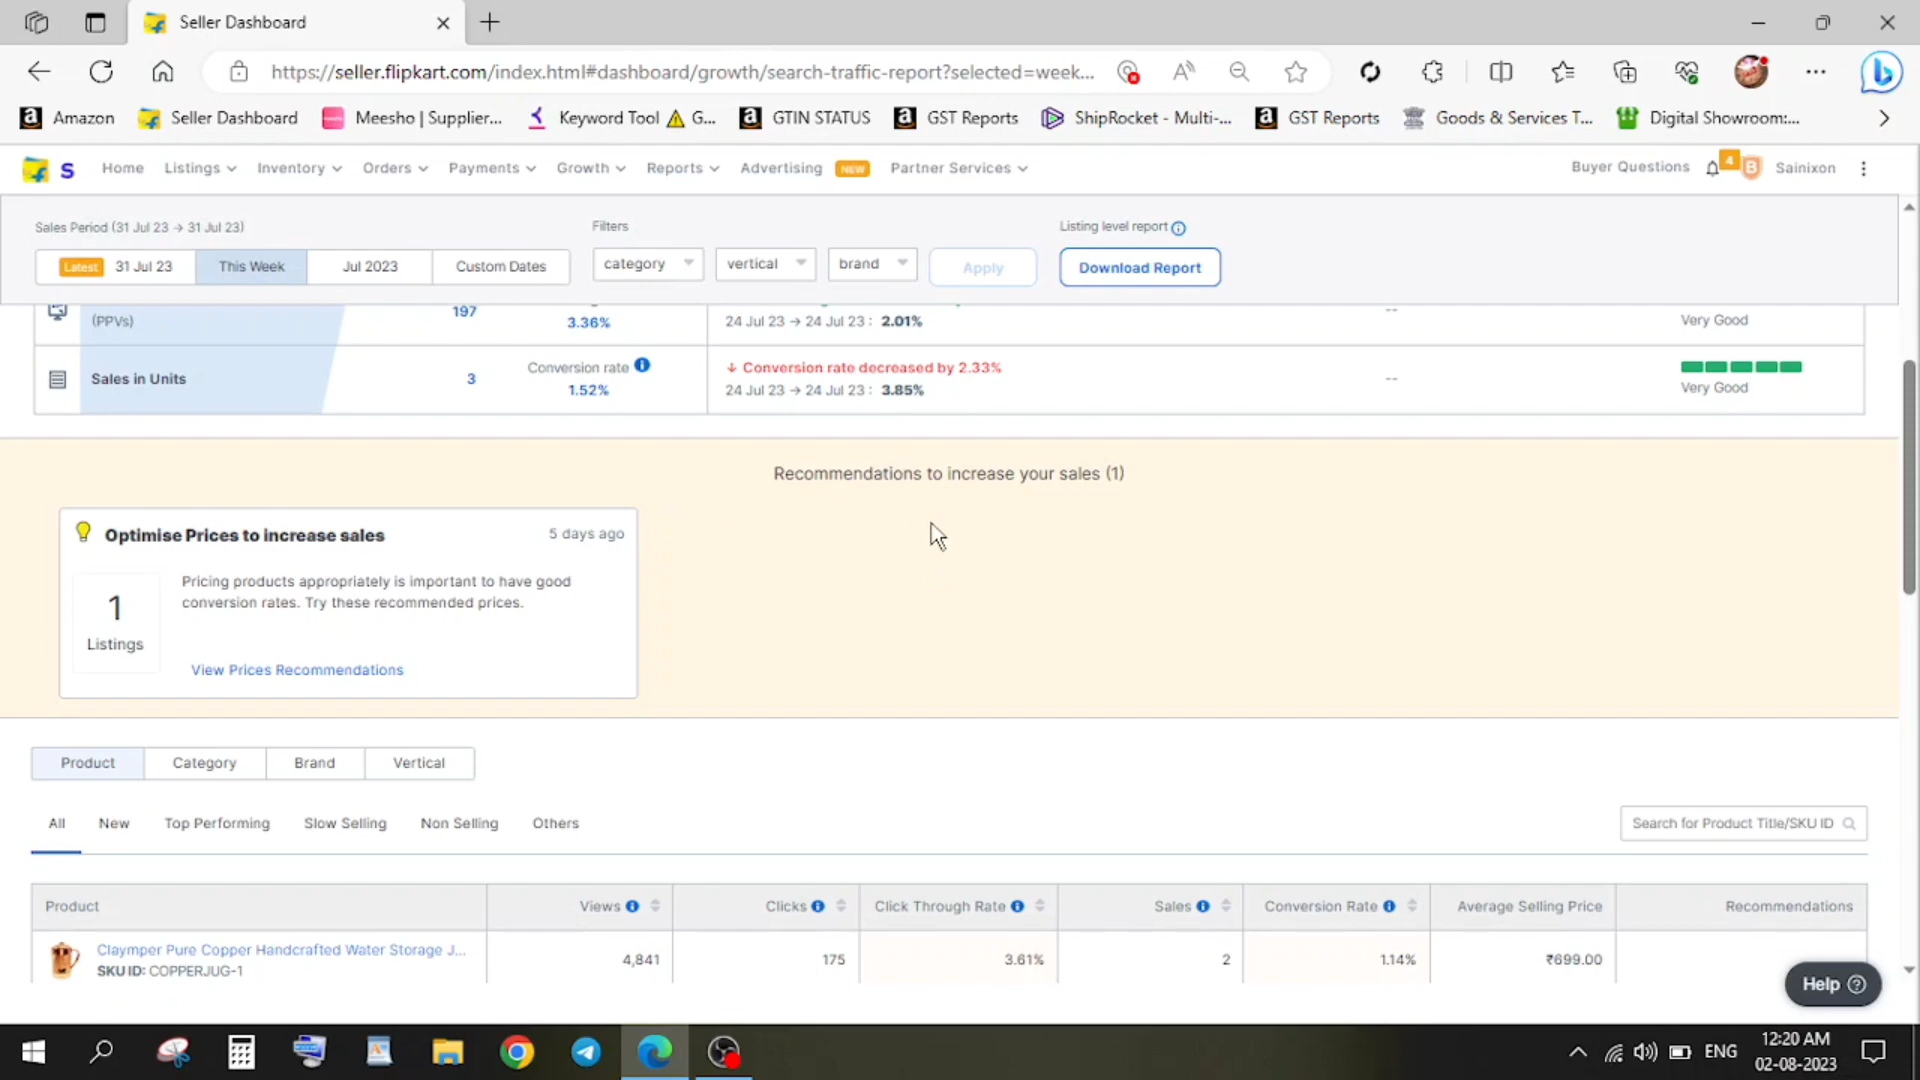 Seller Dashboard
https://seller.flipkart.com/index.html#dashboard/growth/search-traffic-report?selected=week...
Amazon Seller Dashboard Meesho | Supplier... Keyword Tool G... GTIN STATUS GST Reports ShipRocket - Multi-... GST Reports Goods & Services T... Digital Showroom:...
S Home Listings Inventory Orders Payments Growth Reports Advertising NEW Partner Services Buyer Questions 4 B Sainixon
Sales Period (31 Jul 23 → 31 Jul 23) Filters Listing level report
Latest 31 Jul 23 This Week Jul 2023 Custom Dates category vertical brand Apply Download Report
(PPVs) 197 3.36% 24 Jul 23 → 24 Jul 23 : 2.01% -- Very Good
Sales in Units 3 Conversion rate ↓ Conversion rate decreased by 2.33% --
1.52% 24 Jul 23 → 24 Jul 23 : 3.85% Very Good
Recommendations to increase your sales (1)
Optimise Prices to increase sales 5 days ago
1 Pricing products appropriately is important to have good
conversion rates. Try these recommended prices.
Listings
View Prices Recommendations
Product Category Brand Vertical
All New Top Performing Slow Selling Non Selling Others Search for Product Title/SKU ID
Product Views Clicks Click Through Rate Sales Conversion Rate Average Selling Price Recommendations
Claymper Pure Copper Handcrafted Water Storage J... 4,841 175 3.61% 2 1.14% ₹699.00
SKU ID: COPPERJUG-1
Help
ENG 12:20 AM
02-08-2023